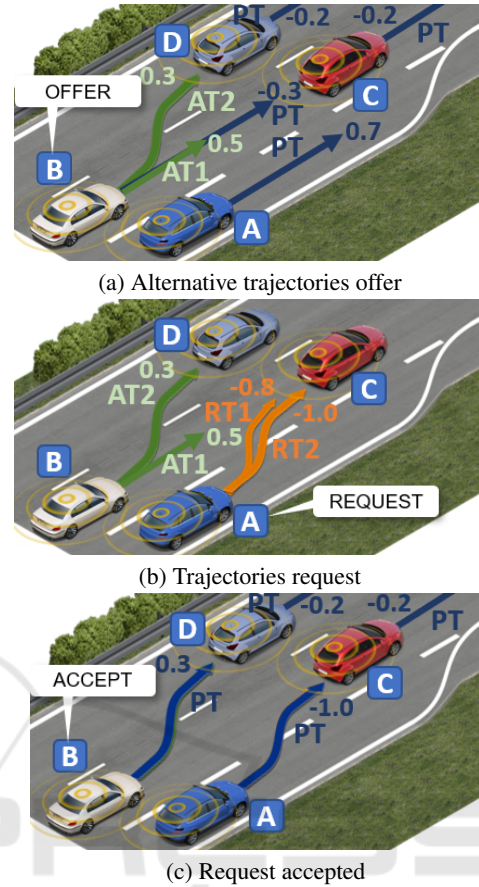 PT -0.2 -0.2
D PT
0.3
OFFER AT2 -0.3 C
PT
B 0.5 PT 0.7
AT1
A
(a) Alternative trajectories offer
D
0.3 -0.8 C
AT2 RT1 -1.0
B 0.5 RT2
AT1
A REQUEST
(b) Trajectories request
PT -0.2 -0.2
D PT
0.3
ACCEPT PT C
-1.0
B PT
A
(c) Request accepted